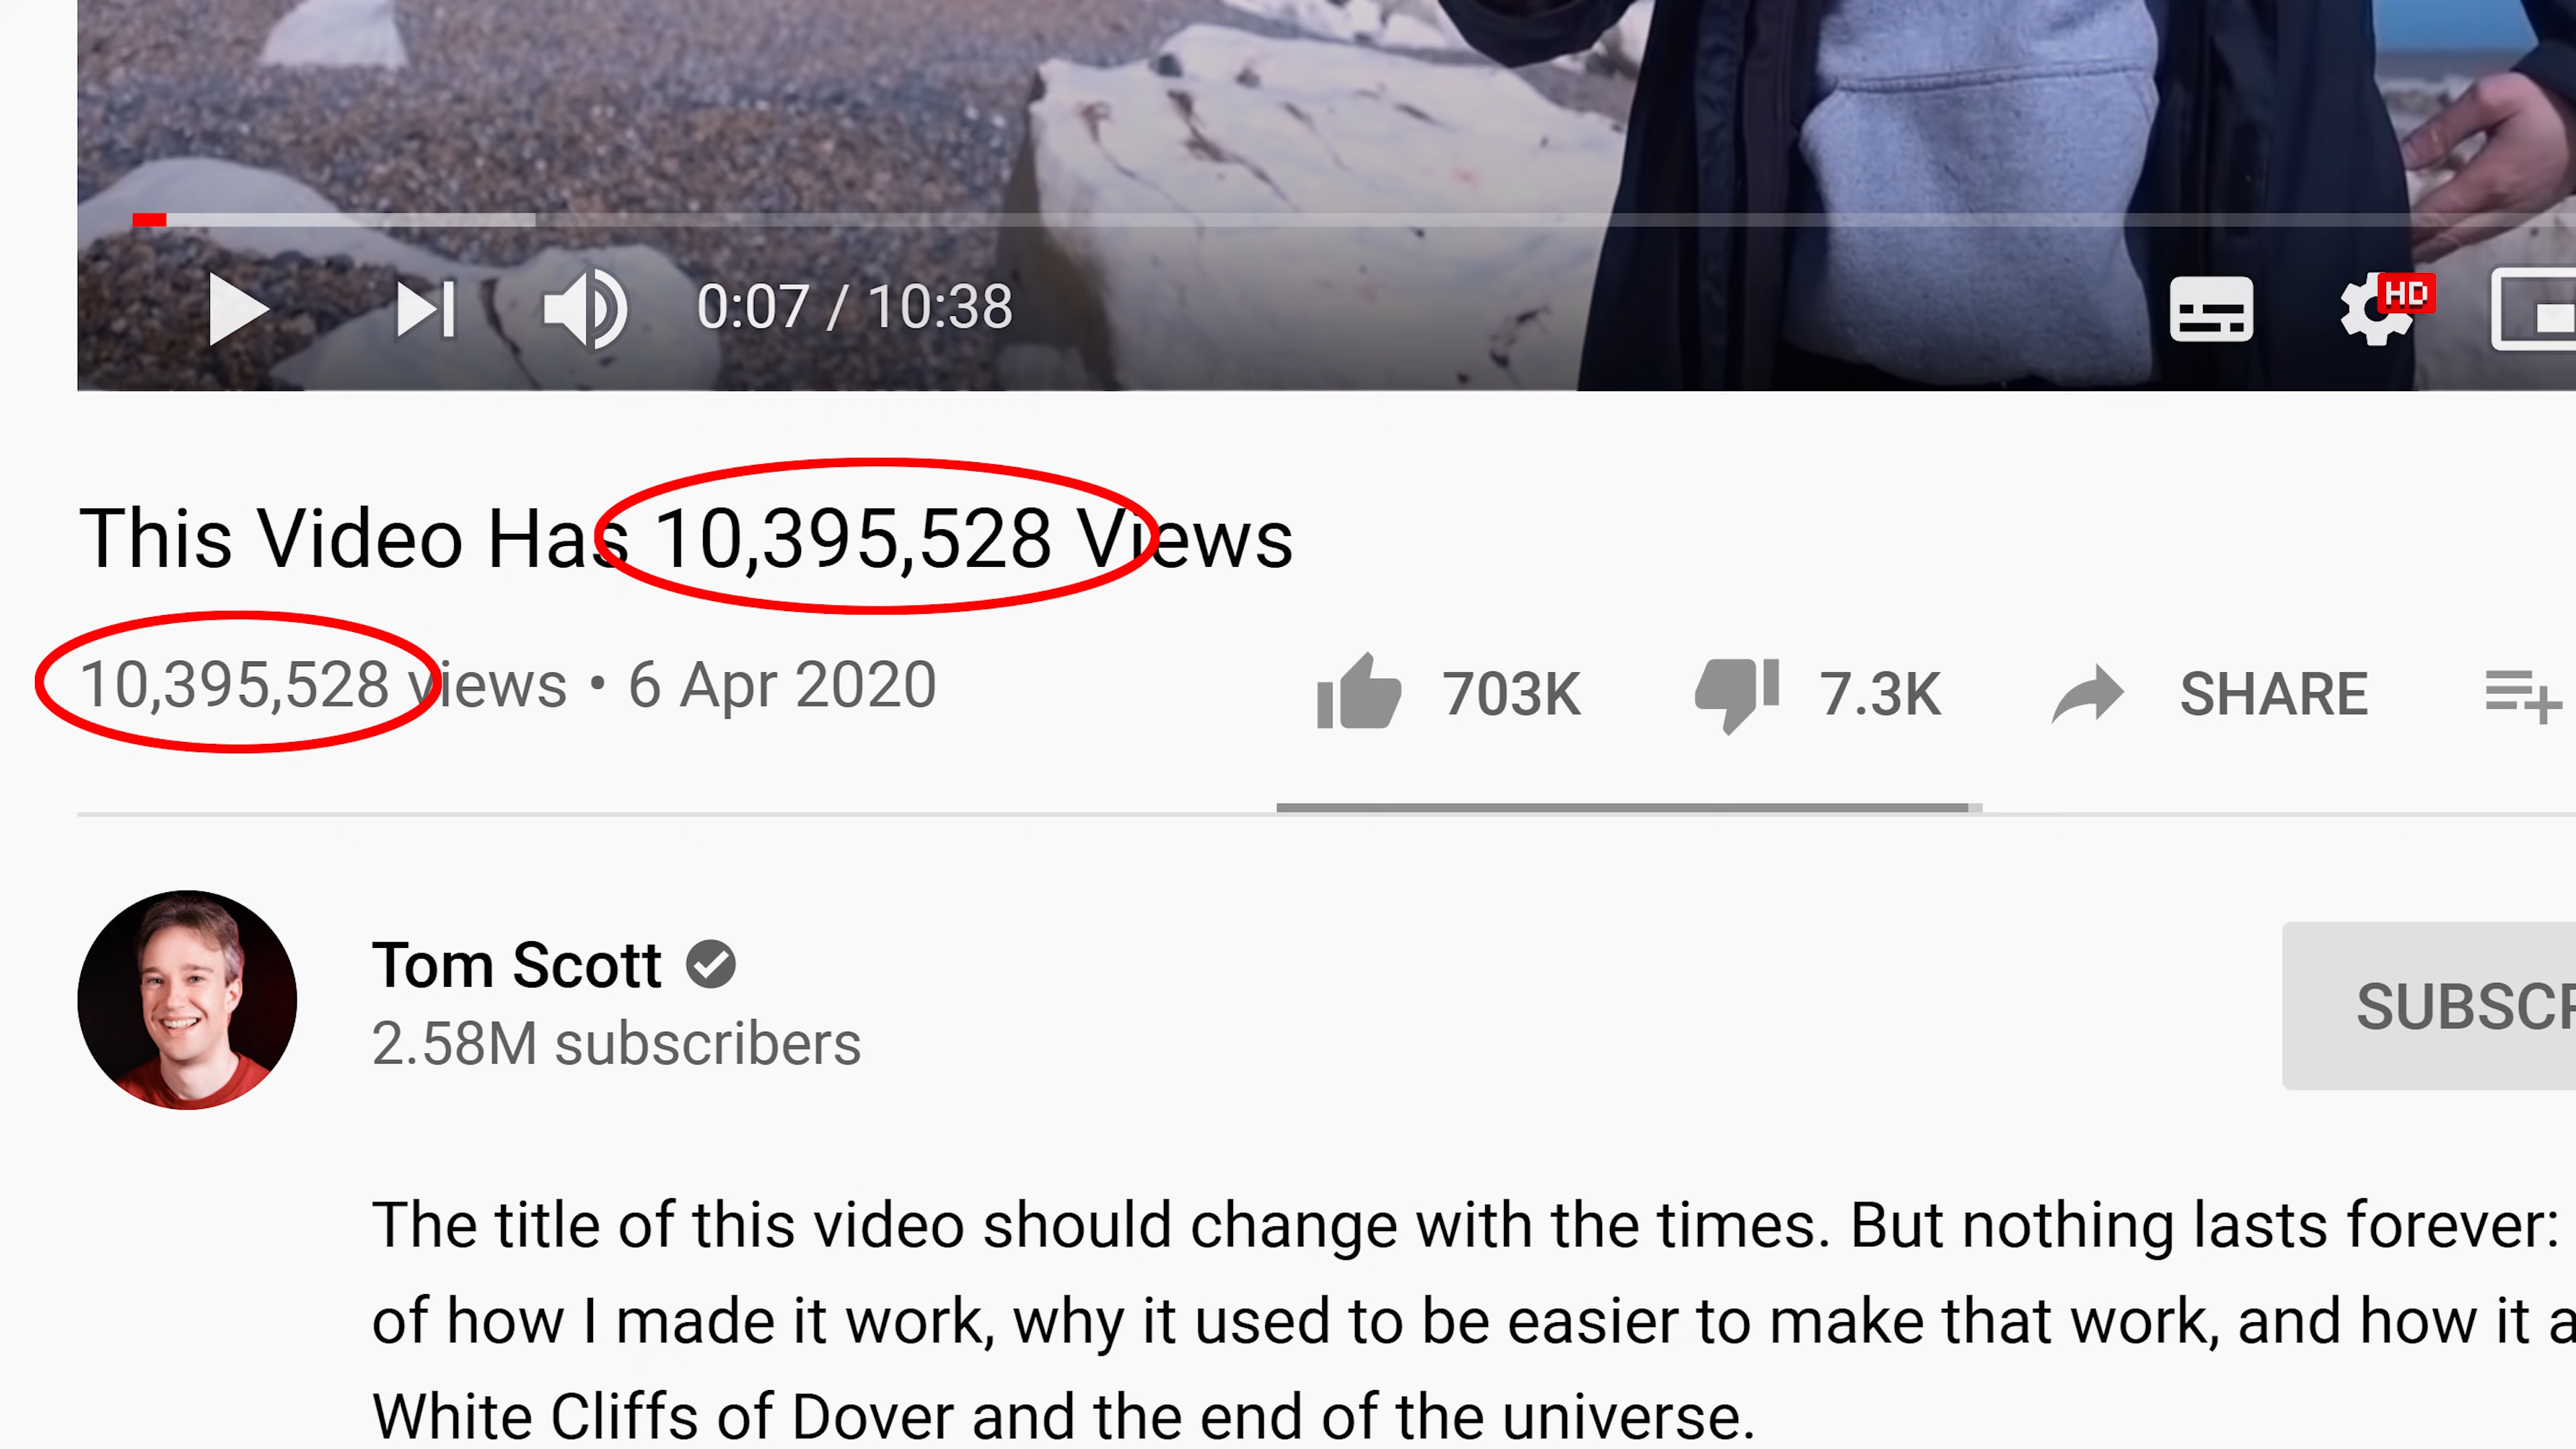 0:07 / 10:38
HD
This Video Has 10,395,528 Views
10,395,528 views • 6 Apr 2020
703K
7.3K
SHARE
Tom Scott
2.58M subscribers
SUBSCR
The title of this video should change with the times. But nothing lasts forever:
of how I made it work, why it used to be easier to make that work, and how it a
White Cliffs of Dover and the end of the universe.